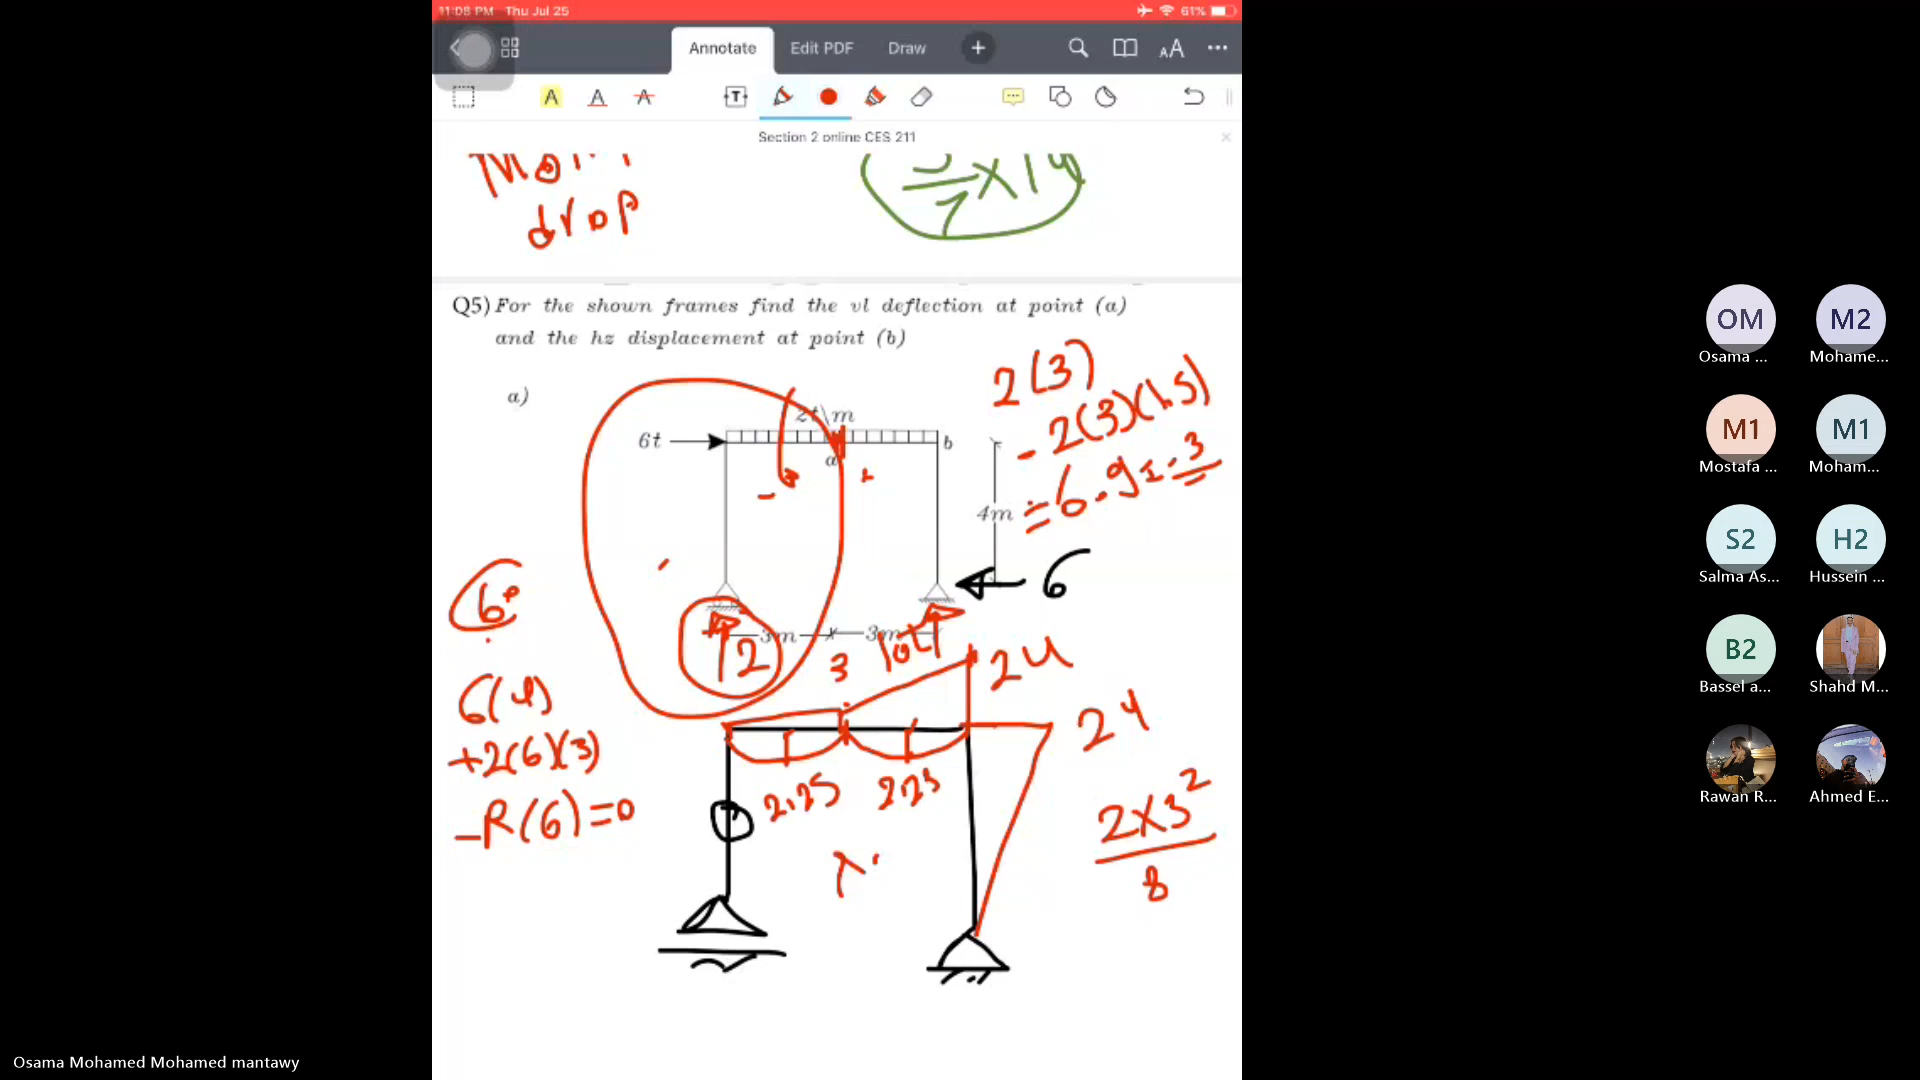 11:08 PM Thu Jul 25
61%
Annotate
Edit PDF
Draw
AA
A
A
A
T
Section 2 online CES 211
drop
Q5) For the shown frames find the vl deflection at point (a)
and the hz displacement at point (b)
a)
2t\m
6t
a
b
4m
3m
3m
2(3)
- 2(3)(1.5)
= 6 - 9 = - 3
6
-
+
6
6(4)
+2(6)(3)
-R(6)=0
2
10t
3
24
24
2.25
2.25
2x3²
8
OM
Osama ...
M2
Mohame...
M1
Mostafa ...
M1
Moham...
S2
Salma As...
H2
Hussein ...
B2
Bassel a...
Shahd M...
Rawan R...
Ahmed E...
Osama Mohamed Mohamed mantawy